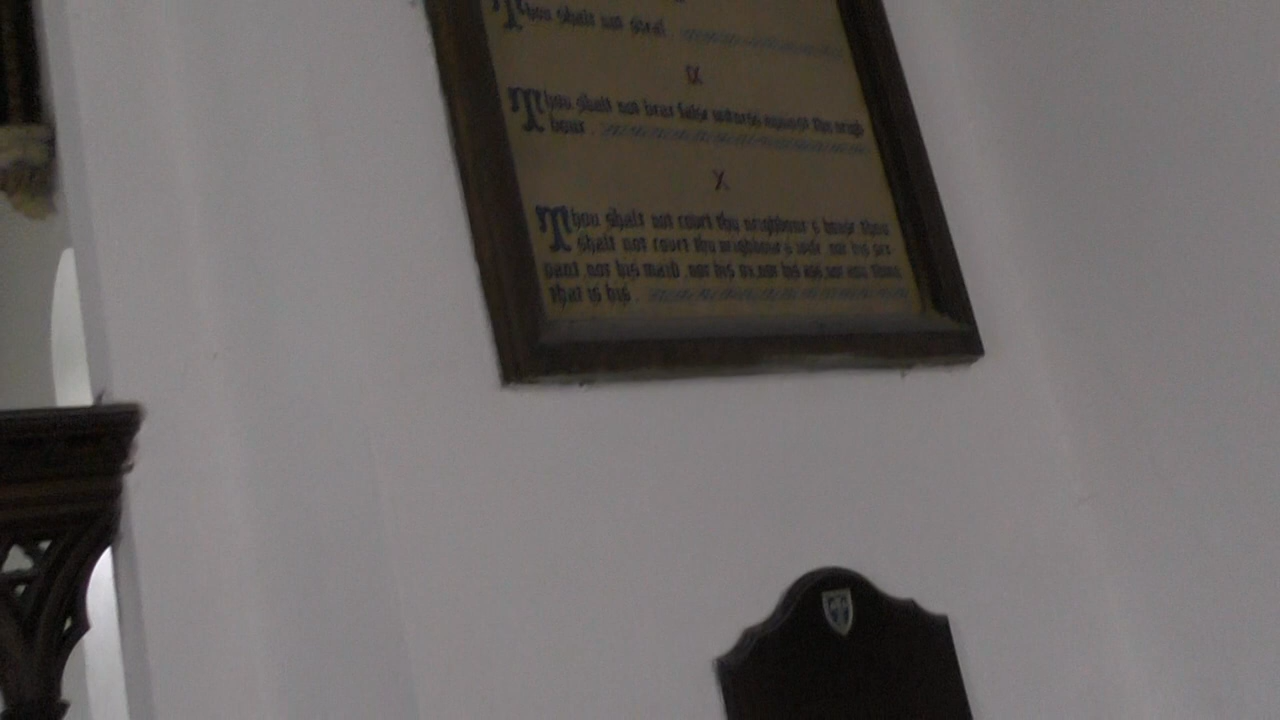 Thou shalt not steal
IX
Thou shalt not bear false witness against thy neigh
bour.
X
Thou shalt not covet thy neighbour's house thou
shalt not covet thy neighbour's wife, nor his ser
vant, nor his maid, nor his ox, nor his ass, nor any thing
that is his.